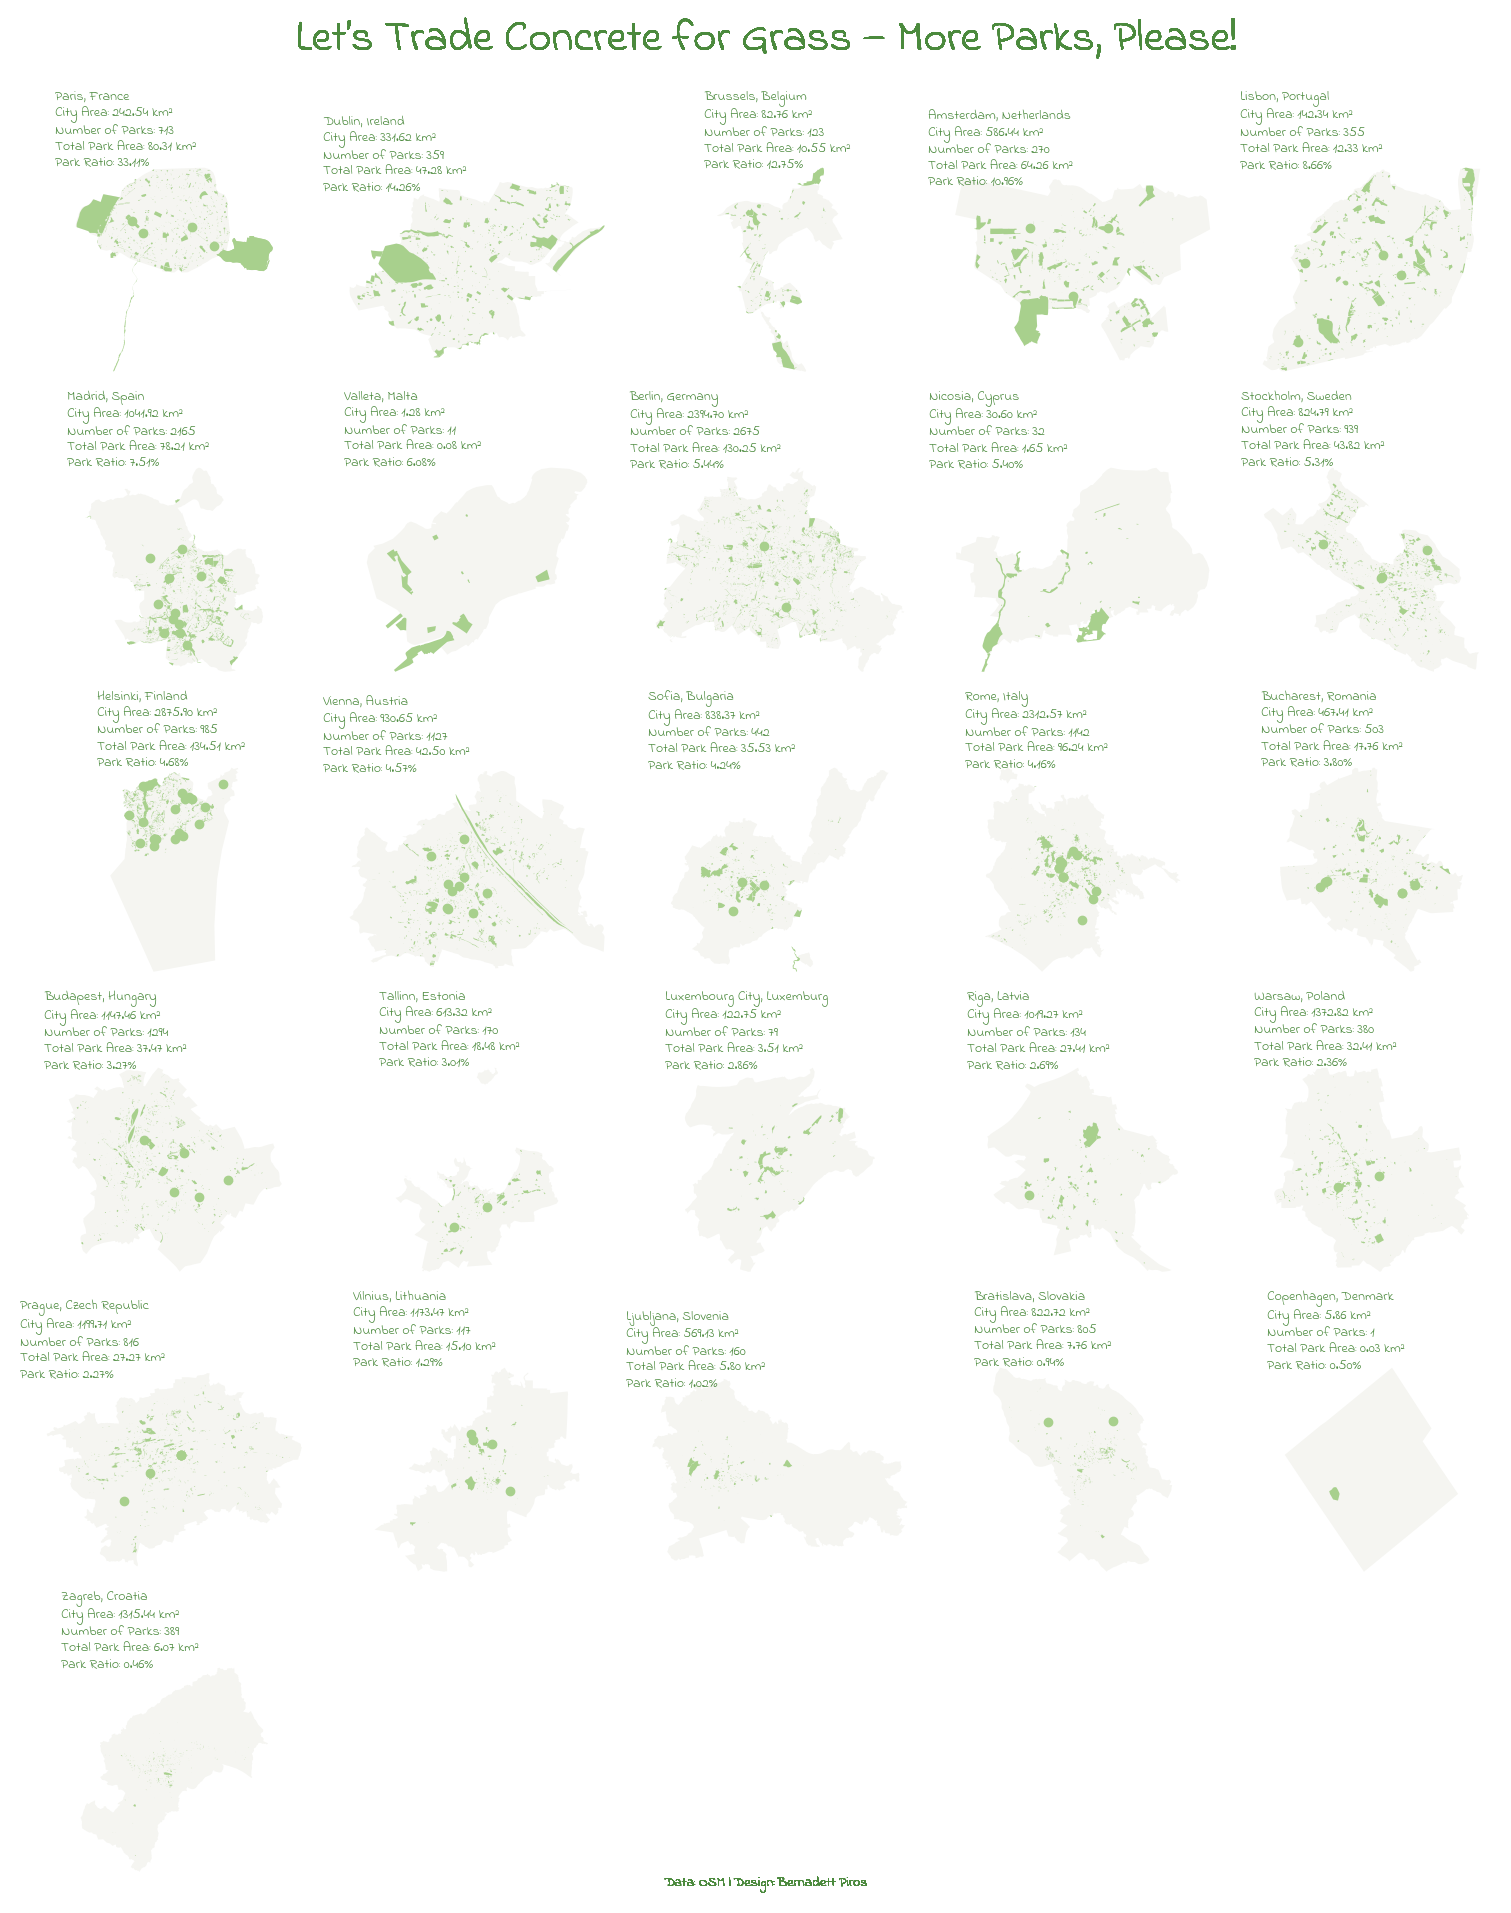 Let's Trade Concrete for Grass – More Parks, Please!
Paris, France
City Area: 242.54 km²
Number of Parks: 713
Total Park Area: 80.31 km²
Park Ratio: 33.11%
Dublin, Ireland
City Area: 331.62 km²
Number of Parks: 359
Total Park Area: 47.28 km²
Park Ratio: 14.26%
Brussels, Belgium
City Area: 82.76 km²
Number of Parks: 123
Total Park Area: 10.55 km²
Park Ratio: 12.75%
Amsterdam, Netherlands
City Area: 586.44 km²
Number of Parks: 270
Total Park Area: 64.26 km²
Park Ratio: 10.96%
Lisbon, Portugal
City Area: 142.34 km²
Number of Parks: 355
Total Park Area: 12.33 km²
Park Ratio: 8.66%
Madrid, Spain
City Area: 1041.92 km²
Number of Parks: 2165
Total Park Area: 78.21 km²
Park Ratio: 7.51%
Valleta, Malta
City Area: 1.28 km²
Number of Parks: 11
Total Park Area: 0.08 km²
Park Ratio: 6.08%
Berlin, Germany
City Area: 2394.70 km²
Number of Parks: 2675
Total Park Area: 130.25 km²
Park Ratio: 5.44%
Nicosia, Cyprus
City Area: 30.60 km²
Number of Parks: 32
Total Park Area: 1.65 km²
Park Ratio: 5.40%
Stockholm, Sweden
City Area: 824.79 km²
Number of Parks: 939
Total Park Area: 43.82 km²
Park Ratio: 5.31%
Helsinki, Finland
City Area: 2875.90 km²
Number of Parks: 985
Total Park Area: 134.51 km²
Park Ratio: 4.68%
Vienna, Austria
City Area: 930.65 km²
Number of Parks: 1127
Total Park Area: 42.50 km²
Park Ratio: 4.57%
Sofia, Bulgaria
City Area: 838.37 km²
Number of Parks: 442
Total Park Area: 35.53 km²
Park Ratio: 4.24%
Rome, Italy
City Area: 2312.57 km²
Number of Parks: 1142
Total Park Area: 96.24 km²
Park Ratio: 4.16%
Bucharest, Romania
City Area: 467.41 km²
Number of Parks: 503
Total Park Area: 17.76 km²
Park Ratio: 3.80%
Budapest, Hungary
City Area: 1147.46 km²
Number of Parks: 1294
Total Park Area: 37.47 km²
Park Ratio: 3.27%
Tallinn, Estonia
City Area: 613.32 km²
Number of Parks: 170
Total Park Area: 18.48 km²
Park Ratio: 3.01%
Luxembourg City, Luxemburg
City Area: 122.75 km²
Number of Parks: 79
Total Park Area: 3.51 km²
Park Ratio: 2.86%
Riga, Latvia
City Area: 1019.27 km²
Number of Parks: 134
Total Park Area: 27.41 km²
Park Ratio: 2.69%
Warsaw, Poland
City Area: 1372.82 km²
Number of Parks: 380
Total Park Area: 32.41 km²
Park Ratio: 2.36%
Prague, Czech Republic
City Area: 1199.71 km²
Number of Parks: 816
Total Park Area: 27.27 km²
Park Ratio: 2.27%
Vilnius, Lithuania
City Area: 1173.47 km²
Number of Parks: 117
Total Park Area: 15.10 km²
Park Ratio: 1.29%
Ljubljana, Slovenia
City Area: 569.13 km²
Number of Parks: 160
Total Park Area: 5.80 km²
Park Ratio: 1.02%
Bratislava, Slovakia
City Area: 822.72 km²
Number of Parks: 805
Total Park Area: 7.76 km²
Park Ratio: 0.94%
Copenhagen, Denmark
City Area: 5.86 km²
Number of Parks: 1
Total Park Area: 0.03 km²
Park Ratio: 0.50%
Zagreb, Croatia
City Area: 1315.44 km²
Number of Parks: 389
Total Park Area: 6.07 km²
Park Ratio: 0.46%
Data: OSM | Design: Bernadett Piros